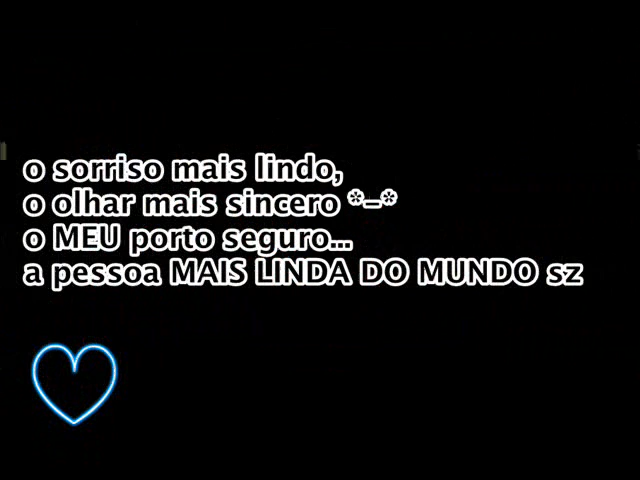 o sorriso mais lindo,
o olhar mais sincero ֍_֍
o MEU porto seguro...
a pessoa MAIS LINDA DO MUNDO sz